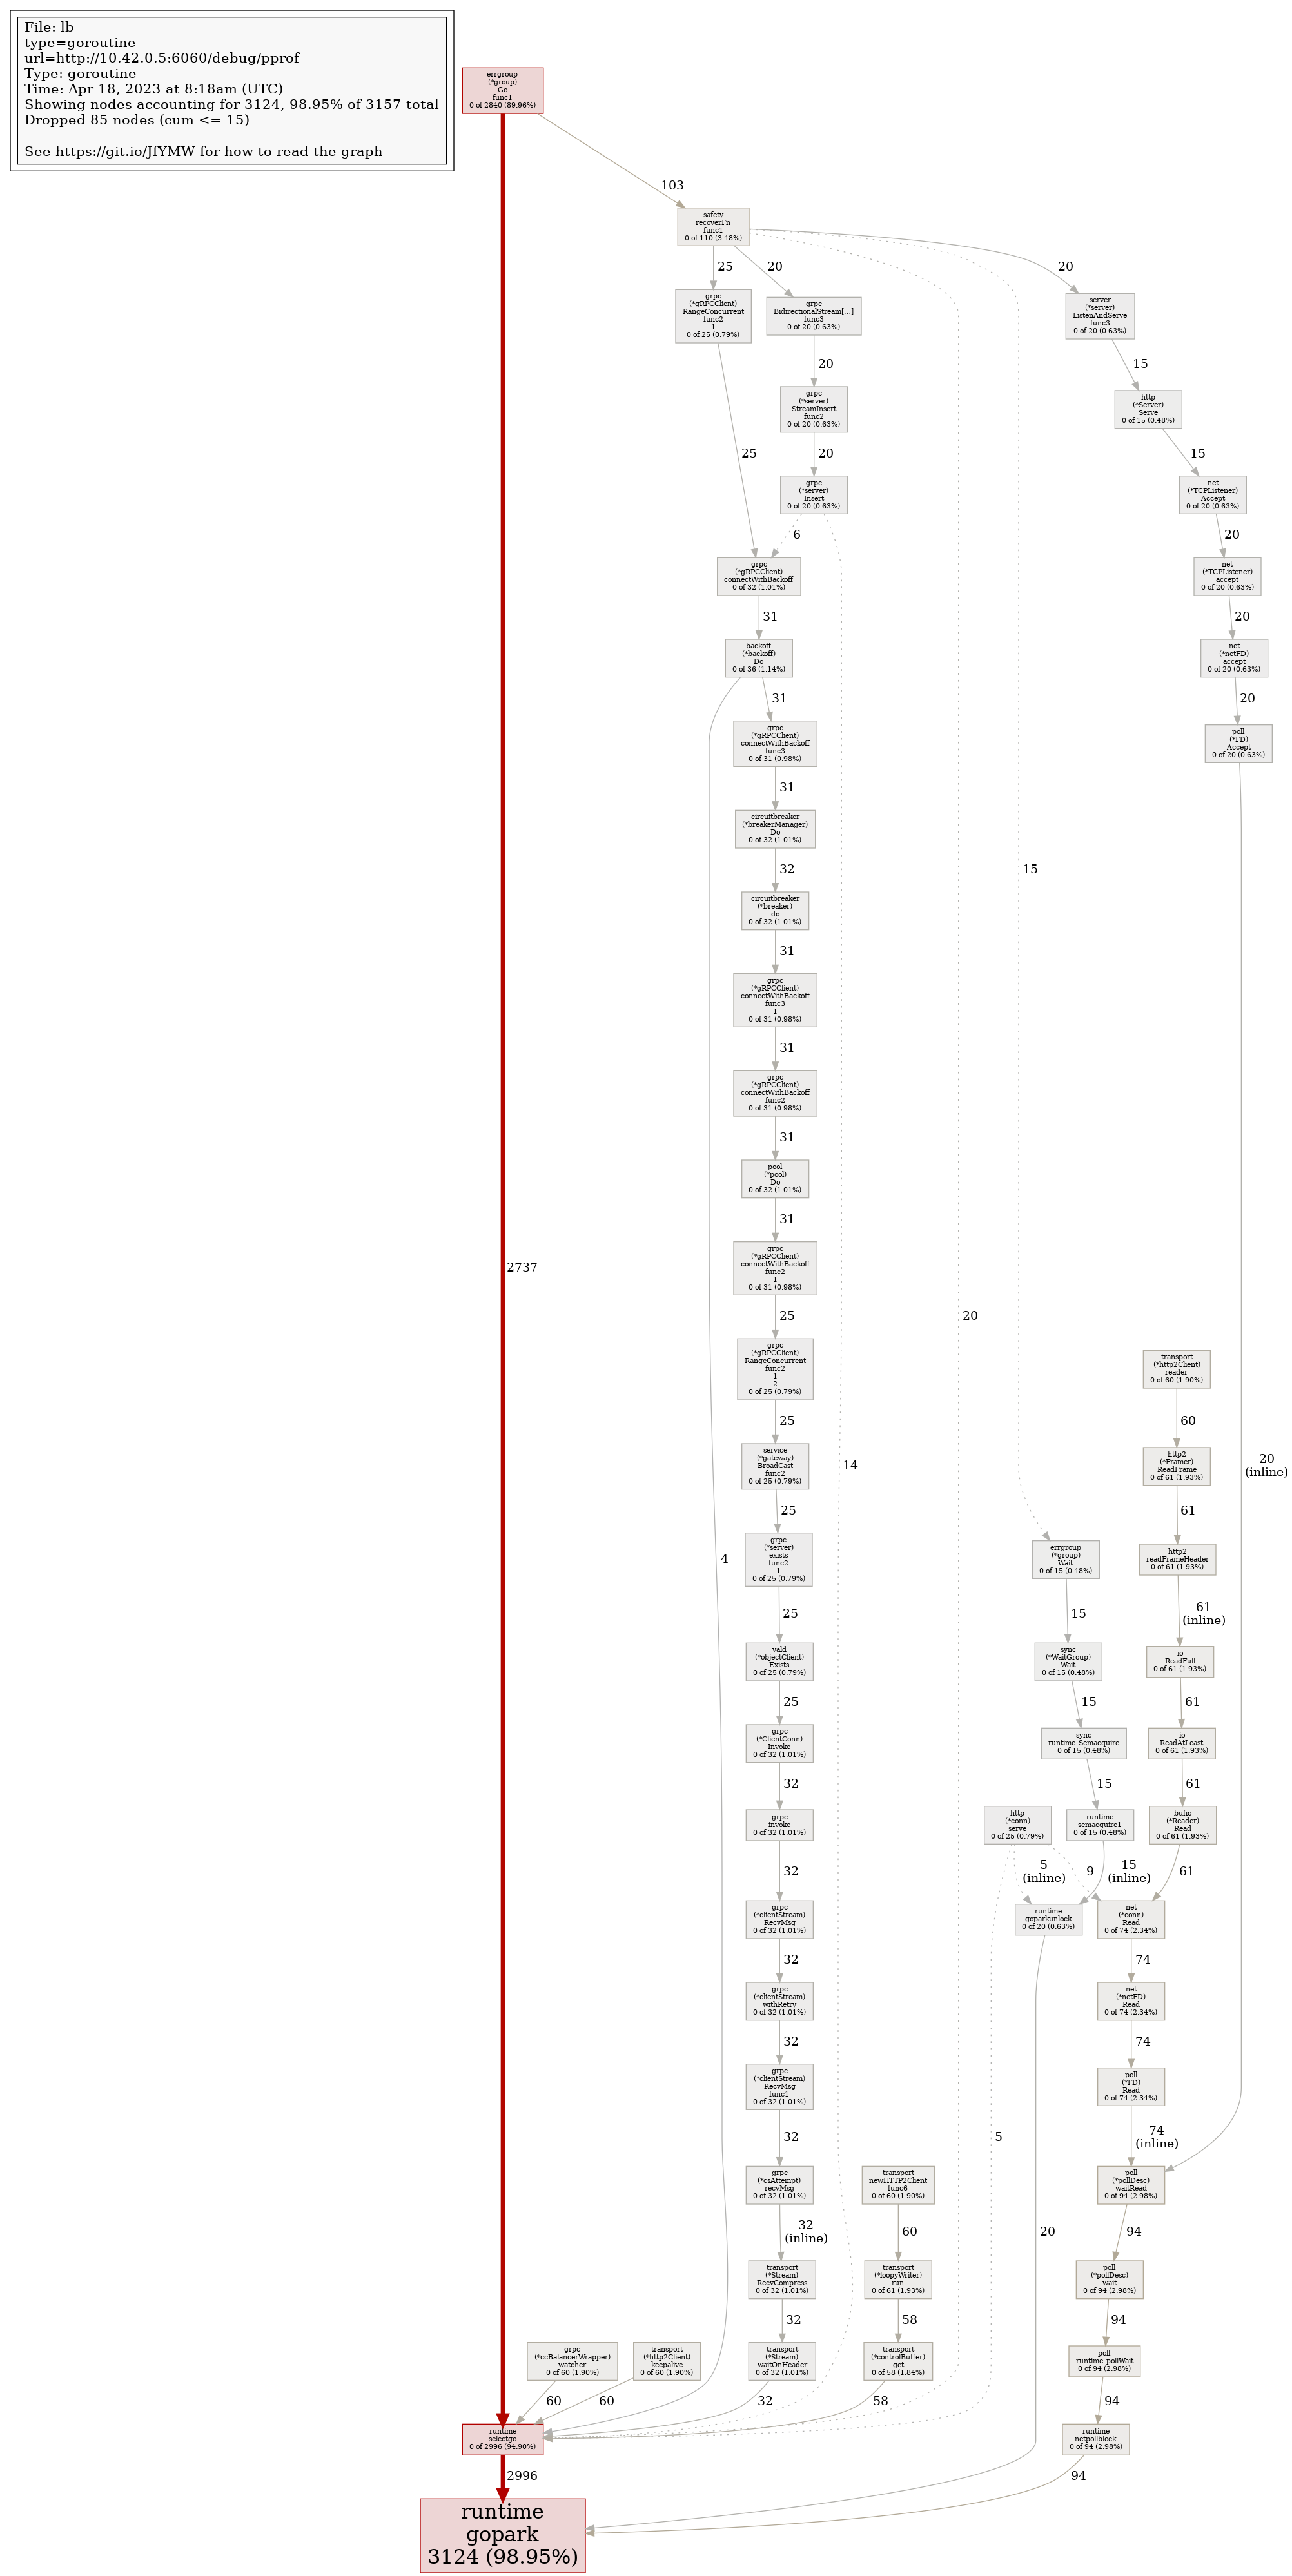 File: lb
type=goroutine
url=http://10.42.0.5:6060/debug/pprof
Type: goroutine
Time: Apr 18, 2023 at 8:18am (UTC)
Showing nodes accounting for 3124, 98.95% of 3157 total
Dropped 85 nodes (cum <= 15)
See https://git.io/JfYMW for how to read the graph
errgroup
(*group)
Go
func1
0 of 2840 (89.96%)
103
safety
recoverFn
func1
0 of 110 (3.48%)
25
20
20
grpc
(*gRPCClient)
RangeConcurrent
func2
1
0 of 25 (0.79%)
grpc
BidirectionalStream[...]
func3
0 of 20 (0.63%)
server
(*server)
ListenAndServe
func3
0 of 20 (0.63%)
20
15
grpc
(*server)
StreamInsert
func2
0 of 20 (0.63%)
http
(*Server)
Serve
0 of 15 (0.48%)
25
20
15
grpc
(*server)
Insert
0 of 20 (0.63%)
net
(*TCPListener)
Accept
0 of 20 (0.63%)
6
20
grpc
(*gRPCClient)
connectWithBackoff
0 of 32 (1.01%)
net
(*TCPListener)
accept
0 of 20 (0.63%)
31
20
backoff
(*backoff)
Do
0 of 36 (1.14%)
net
(*netFD)
accept
0 of 20 (0.63%)
31
20
grpc
(*gRPCClient)
connectWithBackoff
func3
0 of 31 (0.98%)
poll
(*FD)
Accept
0 of 20 (0.63%)
31
circuitbreaker
(*breakerManager)
Do
0 of 32 (1.01%)
32
15
circuitbreaker
(*breaker)
do
0 of 32 (1.01%)
31
grpc
(*gRPCClient)
connectWithBackoff
func3
1
0 of 31 (0.98%)
31
grpc
(*gRPCClient)
connectWithBackoff
func2
0 of 31 (0.98%)
31
pool
(*pool)
Do
0 of 32 (1.01%)
31
grpc
(*gRPCClient)
connectWithBackoff
func2
1
0 of 31 (0.98%)
2737
25
20
grpc
(*gRPCClient)
RangeConcurrent
func2
1
2
0 of 25 (0.79%)
transport
(*http2Client)
reader
0 of 60 (1.90%)
25
60
service
(*gateway)
BroadCast
func2
0 of 25 (0.79%)
14
http2
(*Framer)
ReadFrame
0 of 61 (1.93%)
20
(inline)
25
61
grpc
(*server)
exists
func2
1
0 of 25 (0.79%)
4
errgroup
(*group)
Wait
0 of 15 (0.48%)
http2
readFrameHeader
0 of 61 (1.93%)
25
15
61
(inline)
vald
(*objectClient)
Exists
0 of 25 (0.79%)
sync
(*WaitGroup)
Wait
0 of 15 (0.48%)
io
ReadFull
0 of 61 (1.93%)
25
15
61
grpc
(*ClientConn)
Invoke
0 of 32 (1.01%)
sync
runtime_Semacquire
0 of 15 (0.48%)
io
ReadAtLeast
0 of 61 (1.93%)
32
15
61
grpc
invoke
0 of 32 (1.01%)
http
(*conn)
serve
0 of 25 (0.79%)
runtime
semacquire1
0 of 15 (0.48%)
bufio
(*Reader)
Read
0 of 61 (1.93%)
32
5
(inline)
9
15
(inline)
61
grpc
(*clientStream)
RecvMsg
0 of 32 (1.01%)
runtime
goparkunlock
0 of 20 (0.63%)
net
(*conn)
Read
0 of 74 (2.34%)
32
74
grpc
(*clientStream)
withRetry
0 of 32 (1.01%)
net
(*netFD)
Read
0 of 74 (2.34%)
32
74
grpc
(*clientStream)
RecvMsg
func1
0 of 32 (1.01%)
poll
(*FD)
Read
0 of 74 (2.34%)
32
5
74
(inline)
grpc
(*csAttempt)
recvMsg
0 of 32 (1.01%)
transport
newHTTP2Client
func6
0 of 60 (1.90%)
poll
(*pollDesc)
waitRead
0 of 94 (2.98%)
32
(inline)
60
20
94
transport
(*Stream)
RecvCompress
0 of 32 (1.01%)
transport
(*loopyWriter)
run
0 of 61 (1.93%)
poll
(*pollDesc)
wait
0 of 94 (2.98%)
32
58
94
grpc
(*ccBalancerWrapper)
watcher
0 of 60 (1.90%)
transport
(*http2Client)
keepalive
0 of 60 (1.90%)
transport
(*Stream)
waitOnHeader
0 of 32 (1.01%)
transport
(*controlBuffer)
get
0 of 58 (1.84%)
poll
runtime_pollWait
0 of 94 (2.98%)
60
60
32
58
94
runtime
selectgo
0 of 2996 (94.90%)
runtime
netpollblock
0 of 94 (2.98%)
2996
94
runtime
gopark
3124 (98.95%)